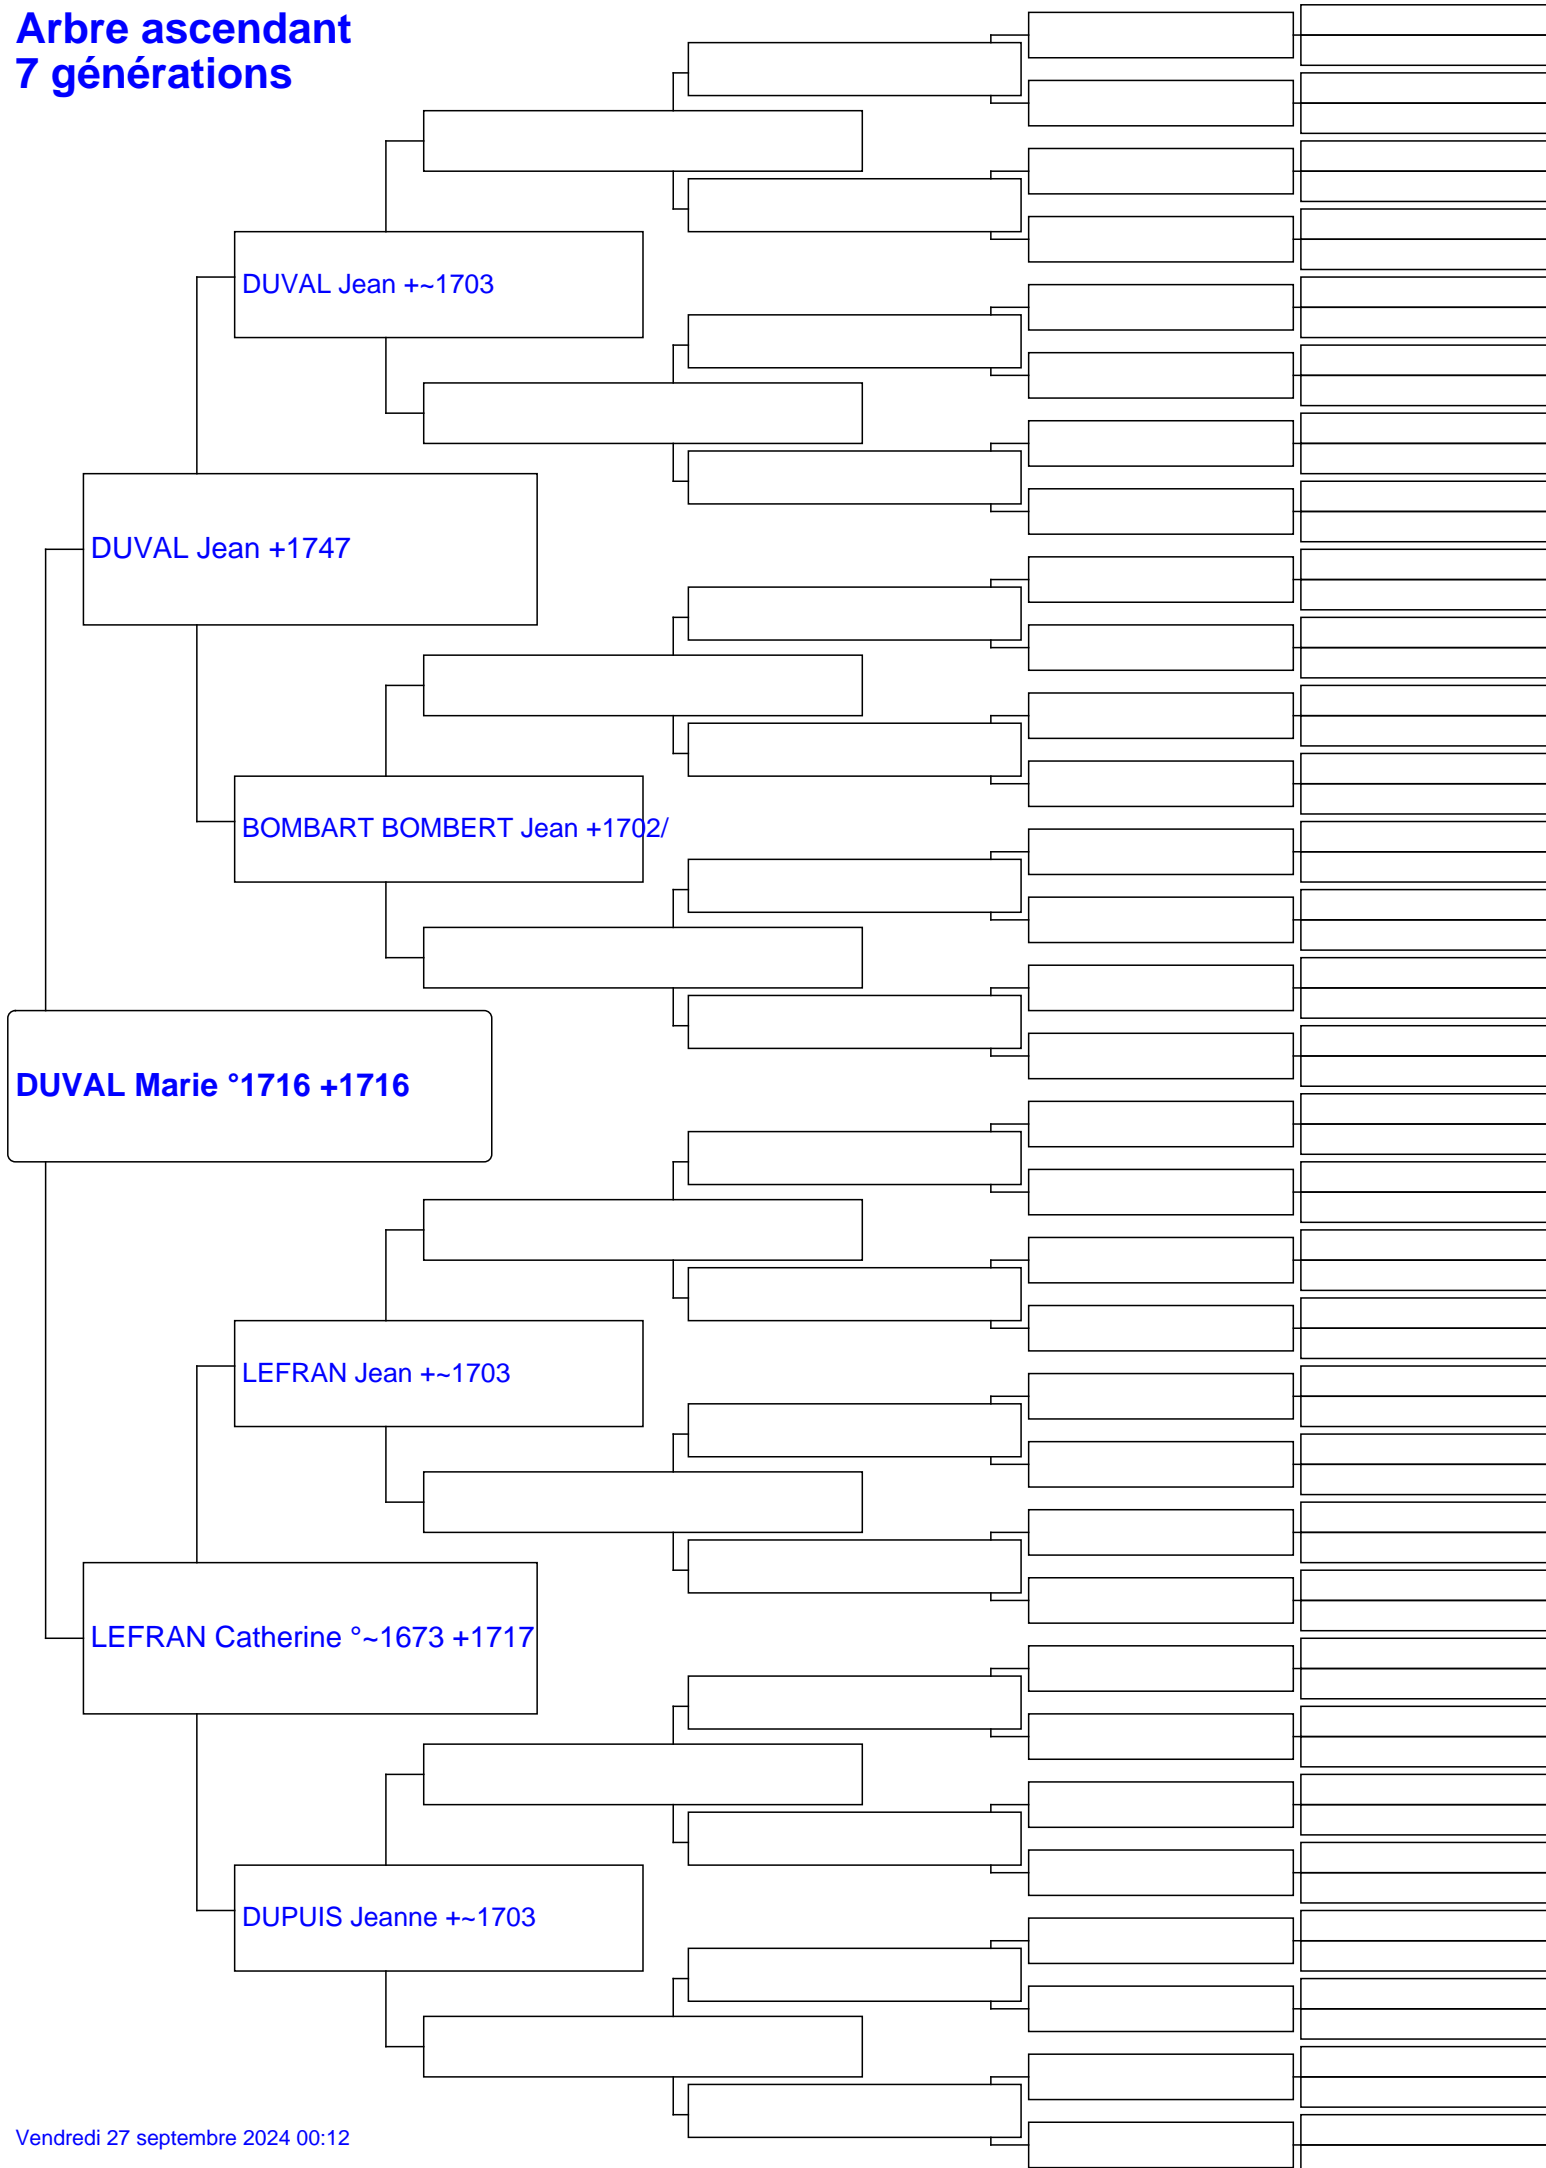 Arbre ascendant
7 générations
DUVAL Jean +~1703
DUVAL Jean +1747
BOMBART BOMBERT Jean +1702/
DUVAL Marie °1716 +1716
LEFRAN Jean +~1703
LEFRAN Catherine °~1673 +1717
DUPUIS Jeanne +~1703
Vendredi 27 septembre 2024 00:12